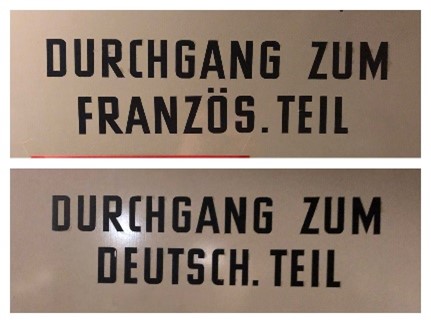 DURCHGANG ZUM
FRANZÖS. TEIL
DURCHGANG ZUM
DEUTSCH. TEIL